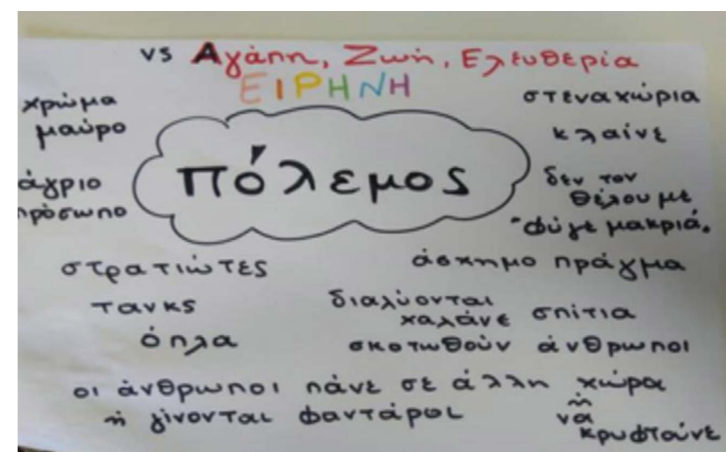 vs Αγάπη, Ζωή, Ελευθερία
ΕΙΡΗΝΗ
χρώμα
μαύρο
στεναχώρια
κλαίνε
άγριο
πρόσωπο
πόλεμος
δεν τον
θέλουμε
"φύγε μακριά.
στρατιώτες
άσχημο πράγμα
τανκς
διαλύονται
χαλάνε σπίτια
όπλα
σκοτωθούν άνθρωποι
οι άνθρωποι πάνε σε άλλη χώρα
ή γίνονται φαντάροι
ή
να
κρυφτούνε